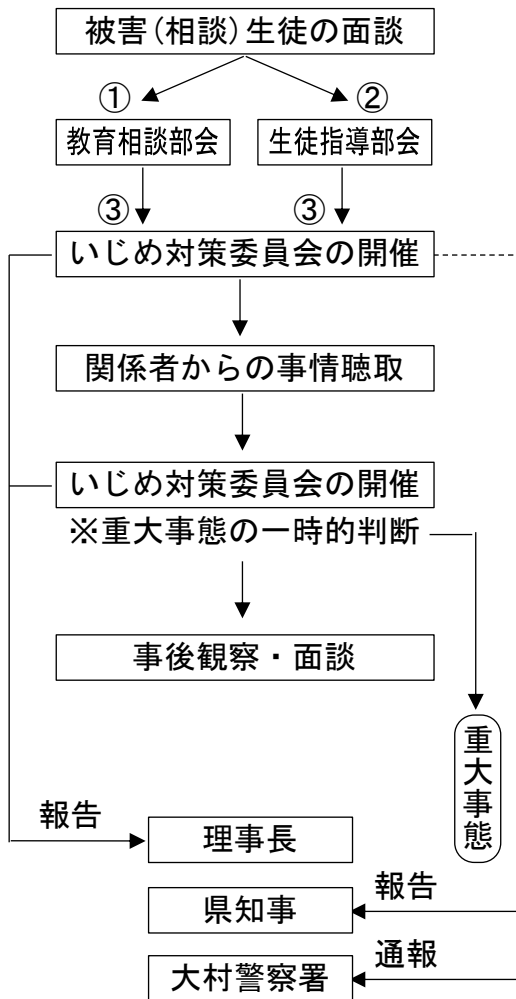 被害(相談)生徒の面談
① ②
教育相談部会 生徒指導部会
③ ③
いじめ対策委員会の開催
関係者からの事情聴取
いじめ対策委員会の開催
※重大事態の一時的判断
事後観察・面談
重大事態
報告
理事長
報告
県知事
通報
大村警察署